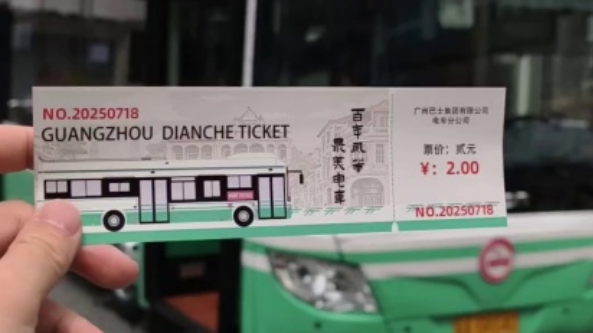 NO.20250718
GUANGZHOU DIANCHE TICKET
百年风华
最美电车
广州巴士集团有限公司
电车分公司
票价：贰元
¥：2.00
NO.20250718